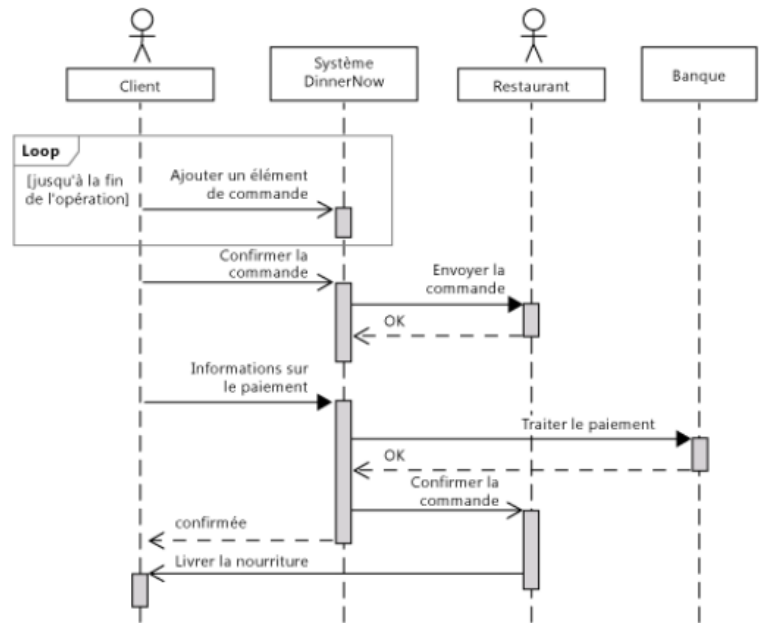 Client
Système
DinnerNow
Restaurant
Banque
Loop
[jusqu'à la fin
de l'opération]
Ajouter un élément
de commande
Confirmer la
commande
Envoyer la
commande
OK
Informations sur
le paiement
Traiter le paiement
OK
Confirmer la
commande
confirmée
Livrer la nourriture